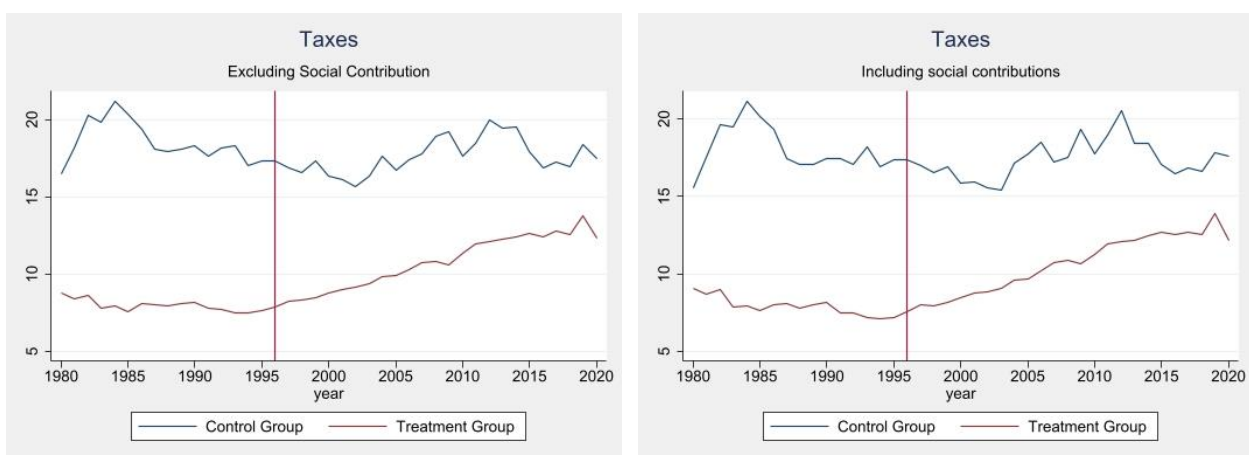 Taxes
Excluding Social Contribution
20
15
10
5
1980 1985 1990 1995 2000 2005 2010 2015 2020
year
Control Group Treatment Group
Taxes
Including social contributions
20
15
10
5
1980 1985 1990 1995 2000 2005 2010 2015 2020
year
Control Group Treatment Group